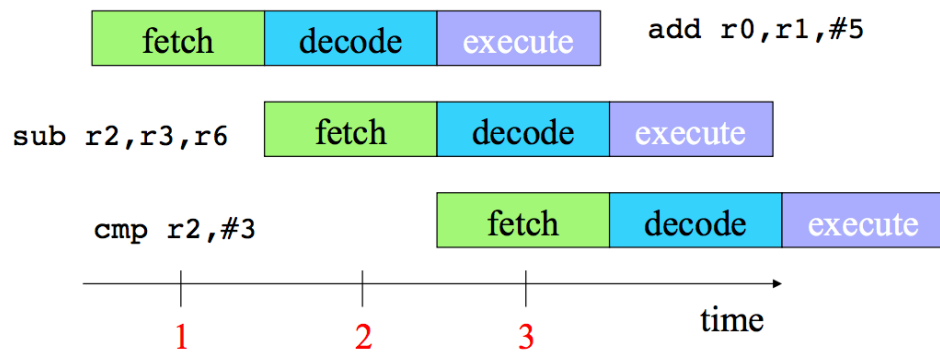 fetch decode execute add r0,r1,#5
sub r2,r3,r6 fetch decode execute
cmp r2,#3 fetch decode execute
1 2 3 time